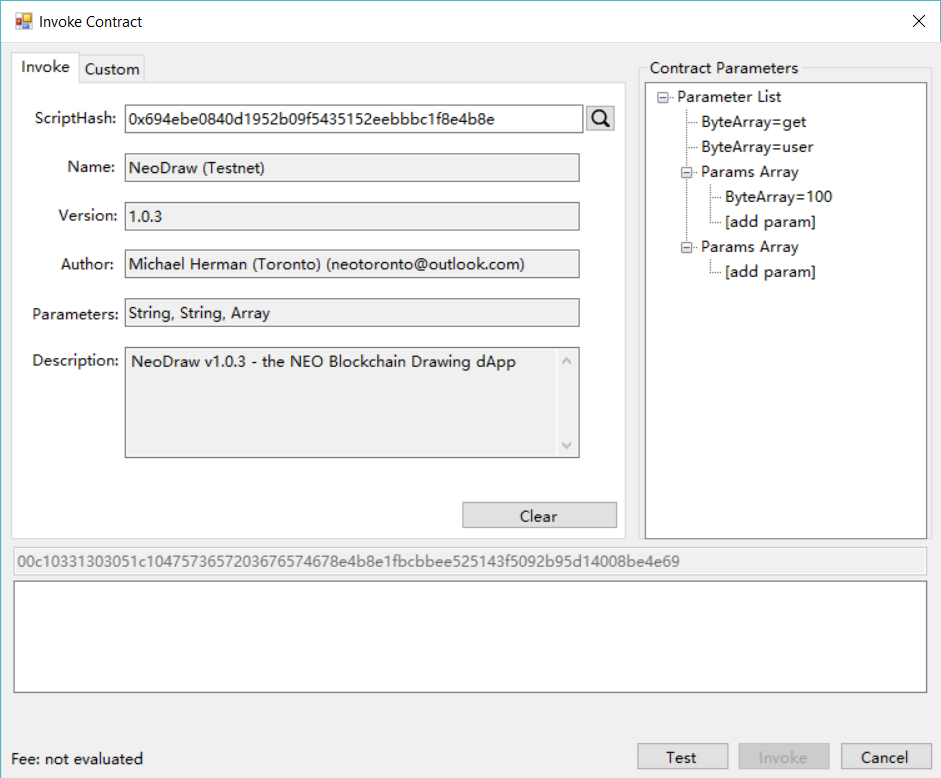 Invoke Contract
Invoke
Custom
ScriptHash:
0x694ebe0840d1952b09f5435152eebbbc1f8e4b8e
Name:
NeoDraw (Testnet)
Version:
1.0.3
Author:
Michael Herman (Toronto) (neotoronto@outlook.com)
Parameters:
String, String, Array
Description:
NeoDraw v1.0.3 - the NEO Blockchain Drawing dApp
Clear
Contract Parameters
Parameter List
ByteArray=get
ByteArray=user
Params Array
ByteArray=100
[add param]
Params Array
[add param]
00c10331303051c1047573657203676574678e4b8e1fbcbbee525143f5092b95d14008be4e69
Fee: not evaluated
Test
Invoke
Cancel